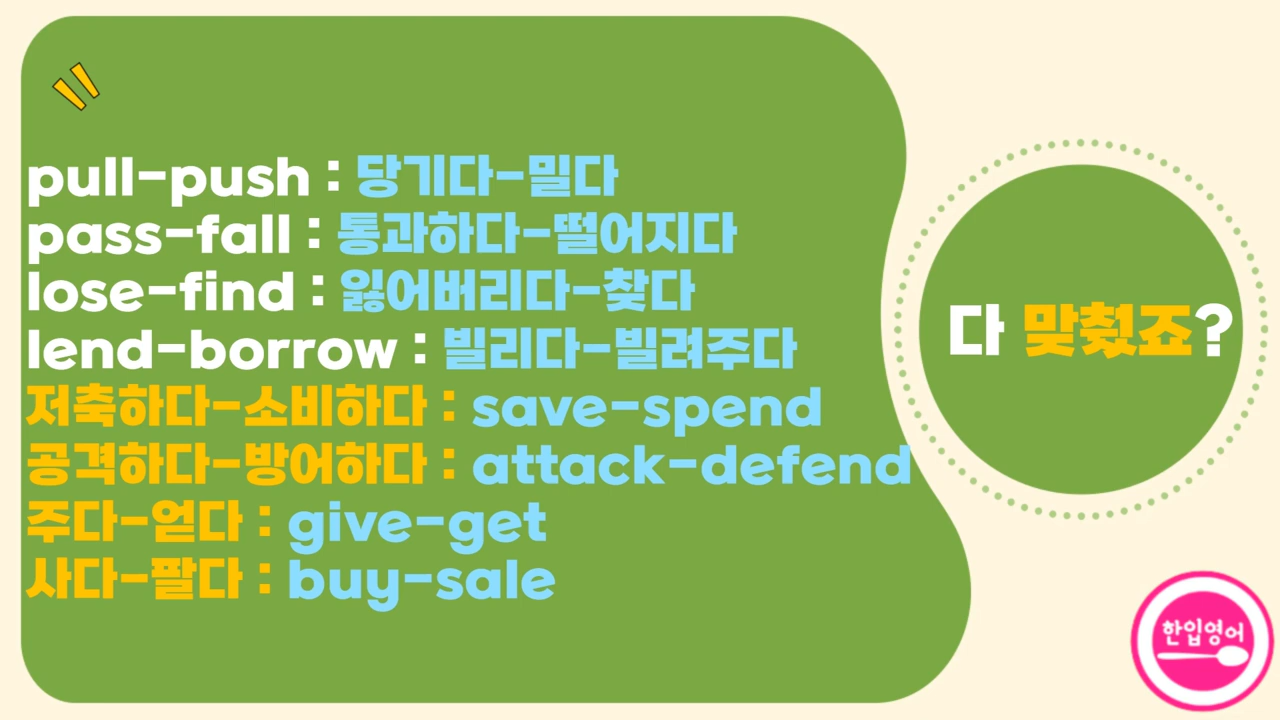 pull-push : 당기다-밀다
pass-fall : 통과하다-떨어지다
lose-find : 잃어버리다-찾다
lend-borrow : 빌리다-빌려주다
저축하다-소비하다 : save-spend
공격하다-방어하다 : attack-defend
주다-얻다 : give-get
사다-팔다 : buy-sale
다 맞췄죠?
한입영어